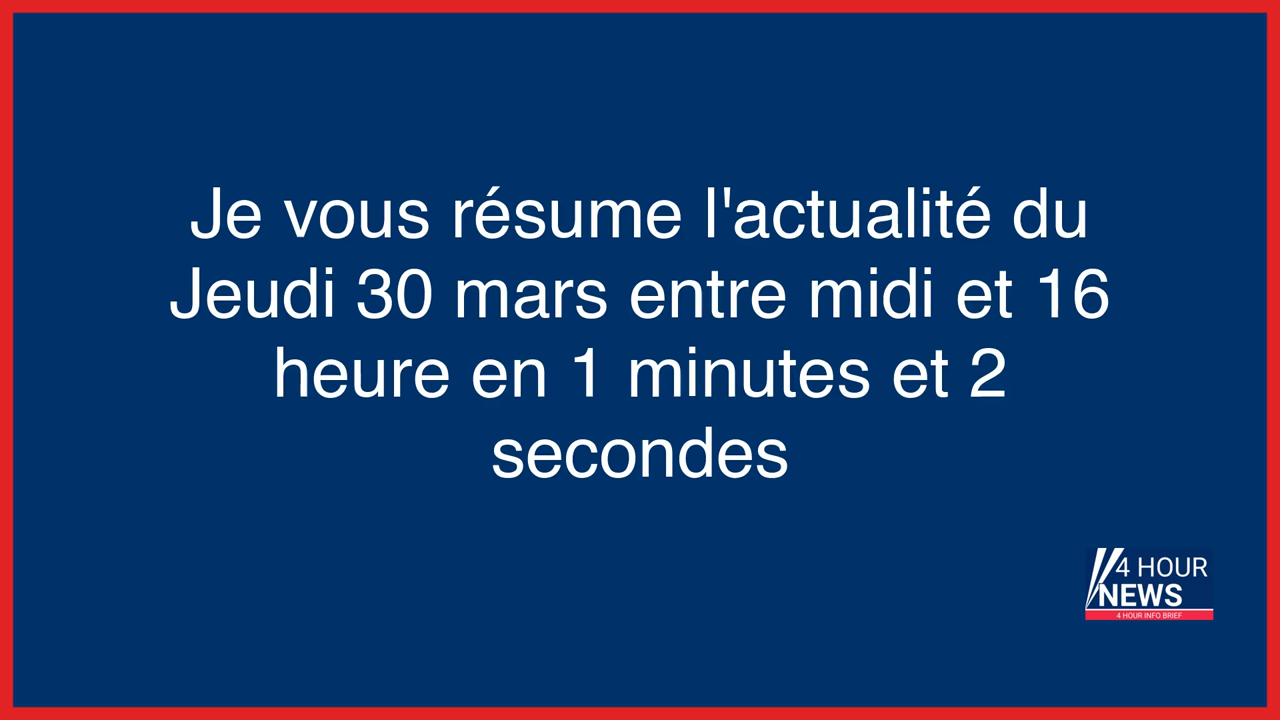 Je vous résume l'actualité du
Jeudi 30 mars entre midi et 16
heure en 1 minutes et 2
secondes
4 HOUR
NEWS
4 HOUR INFO BRIEF